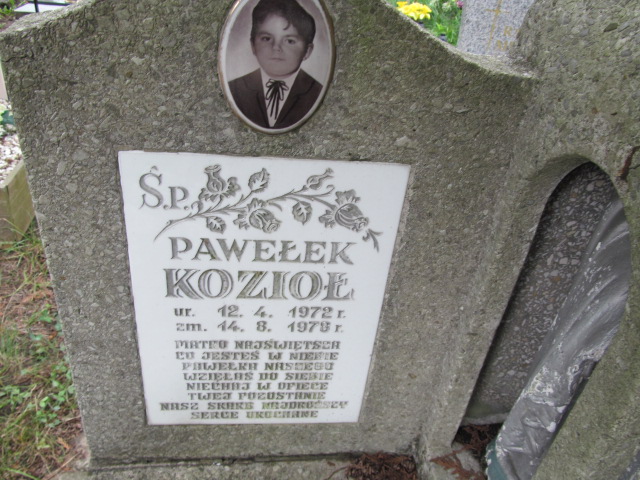 Ś.P.
PAWEŁEK
KOZIOŁ
ur. 12. 4. 1972 r.
zm. 14. 8. 1978 r.
MATKO NAJŚWIĘTSZA
CO JESTEŚ W NIEBIE
PAWEŁKA NASZEGO
WZIĘŁAŚ DO SIEBIE
NIECHAJ W OPIECE
TWEJ POZOSTANIE
NASZ SKARB NAJDROŻSZY
SERCE UKOCHANE